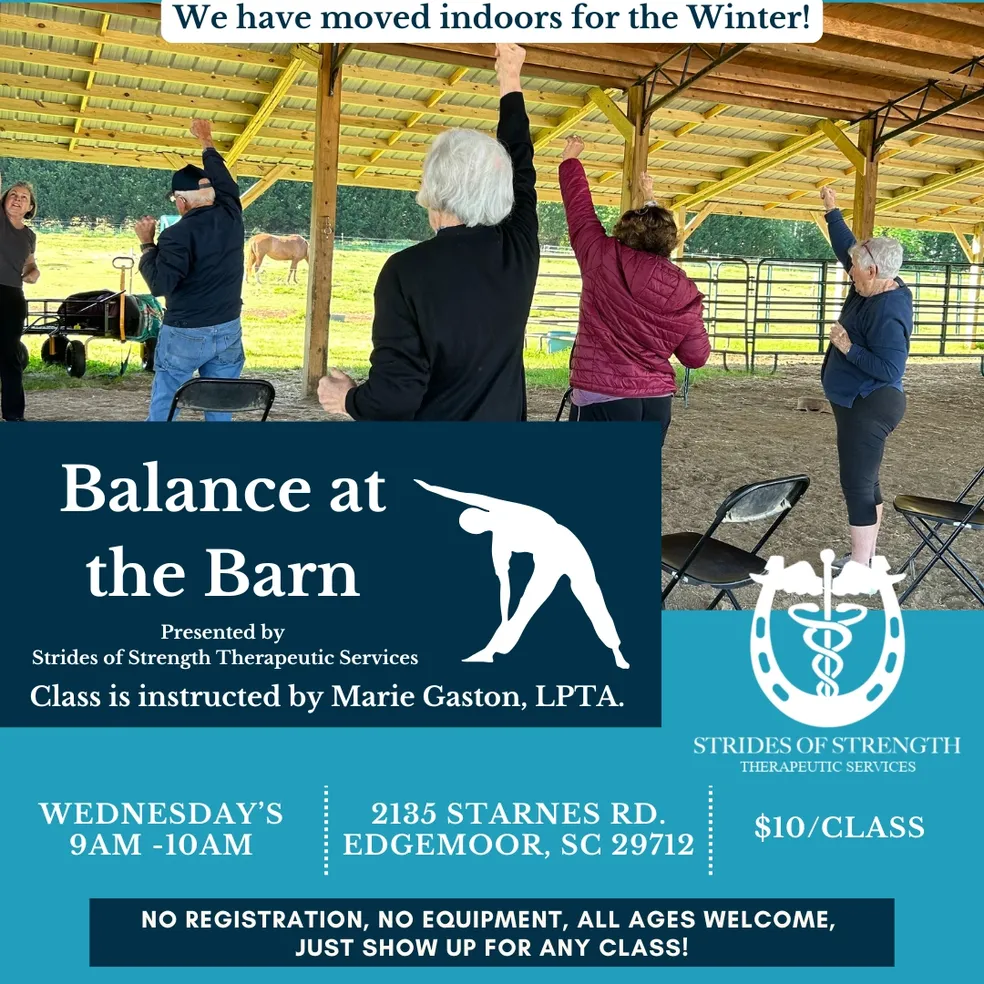 We have moved indoors for the Winter!
Balance at
the Barn
Presented by
Strides of Strength Therapeutic Services
Class is instructed by Marie Gaston, LPTA.
STRIDES OF STRENGTH
THERAPEUTIC SERVICES
WEDNESDAY'S
9AM -10AM
2135 STARNES RD.
EDGEMOOR, SC 29712
$10/CLASS
NO REGISTRATION, NO EQUIPMENT, ALL AGES WELCOME,
JUST SHOW UP FOR ANY CLASS!